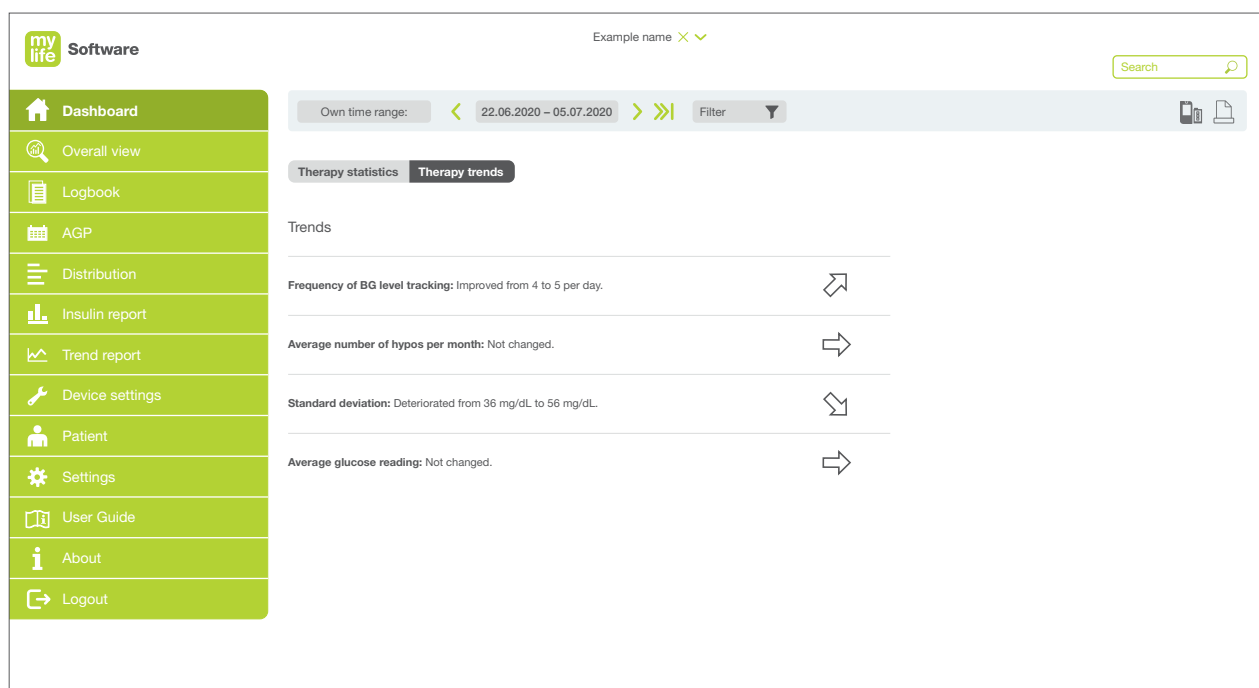 my
life
Software
Example name
Search
Dashboard
Overall view
Logbook
AGP
Distribution
Insulin report
Trend report
Device settings
Patient
Settings
User Guide
About
Logout
Own time range:
22.06.2020 – 05.07.2020
Filter
Therapy statistics
Therapy trends
Trends
Frequency of BG level tracking: Improved from 4 to 5 per day.
Average number of hypos per month: Not changed.
Standard deviation: Deteriorated from 36 mg/dL to 56 mg/dL.
Average glucose reading: Not changed.